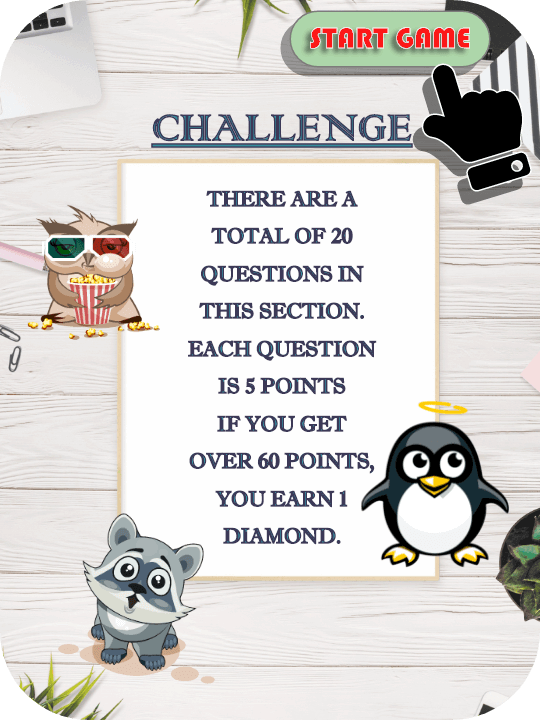 START GAME
CHALLENGE
THERE ARE A
TOTAL OF 20
QUESTIONS IN
THIS SECTION.
EACH QUESTION
IS 5 POINTS
IF YOU GET
OVER 60 POINTS,
YOU EARN 1
DIAMOND.